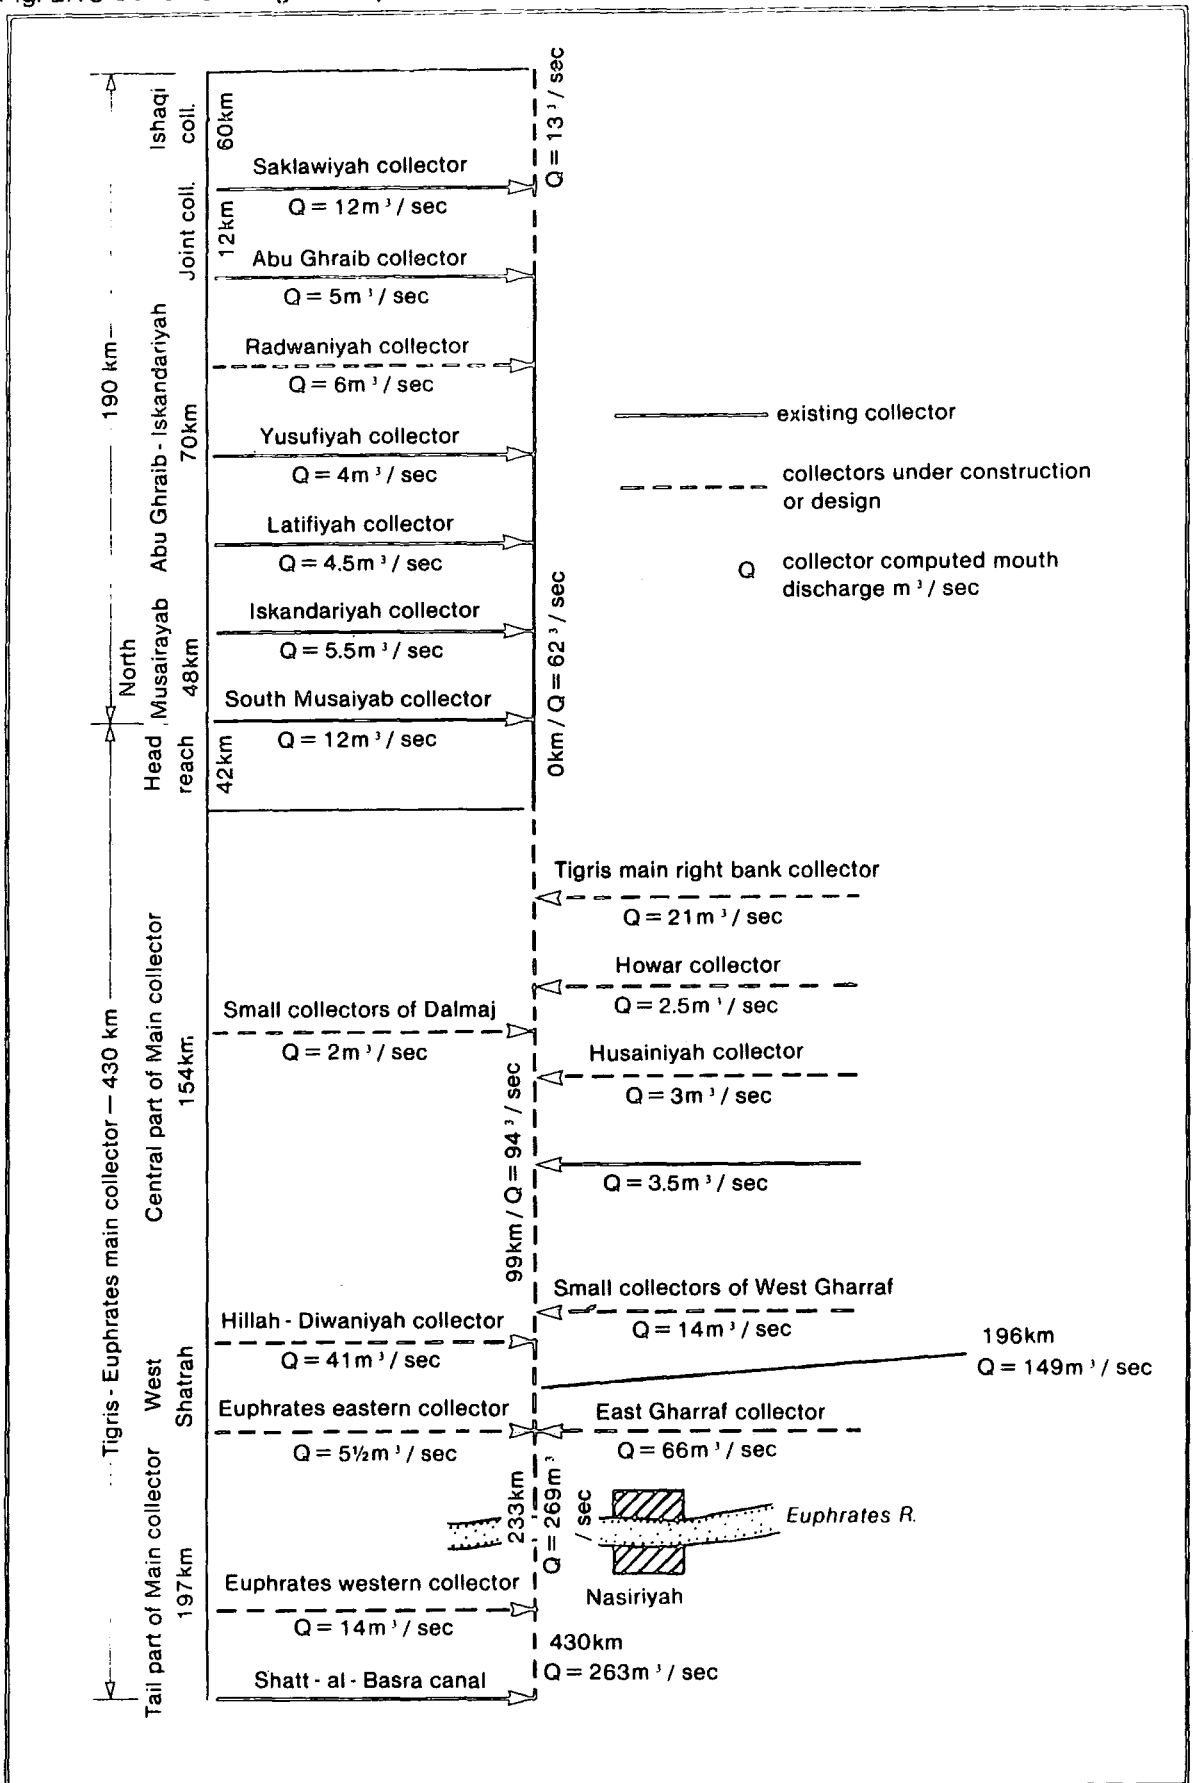 Ishaqi
coll.
60km
Q = 13 ³ / sec
Saklawiyah collector
Q = 12m ³ / sec
Joint coll.
12km
Abu Ghraib collector
Q = 5m ³ / sec
Radwaniyah collector
Q = 6m ³ / sec
190 km
Abu Ghraib - Iskandariyah
70km
Yusufiyah collector
Q = 4m ³ / sec
Latifiyah collector
Q = 4.5m ³ / sec
Iskandariyah collector
Q = 5.5m ³ / sec
North
Musairayab
48km
South Musaiyab collector
Q = 12m ³ / sec
0km / Q = 62 ³ / sec
existing collector
collectors under construction
or design
Q collector computed mouth
discharge m ³ / sec
Head
reach
42km
Tigris main right bank collector
Q = 21m ³ / sec
Howar collector
Q = 2.5m ³ / sec
Small collectors of Dalmaj
Q = 2m ³ / sec
Husainiyah collector
Q = 3m ³ / sec
Q = 3.5m ³ / sec
Tigris - Euphrates main collector — 430 km
Central part of Main collector
154km
99km / Q = 94 ³ / sec
Small collectors of West Gharraf
Q = 14m ³ / sec
Hillah - Diwaniyah collector
Q = 41m ³ / sec
196km
Q = 149m ³ / sec
West
Shatrah
Euphrates eastern collector
Q = 5½m ³ / sec
East Gharraf collector
Q = 66m ³ / sec
233km
Q = 269m ³
sec
Euphrates R.
Nasiriyah
Tail part of Main collector
197km
Euphrates western collector
Q = 14m ³ / sec
430km
Q = 263m ³ / sec
Shatt - al - Basra canal